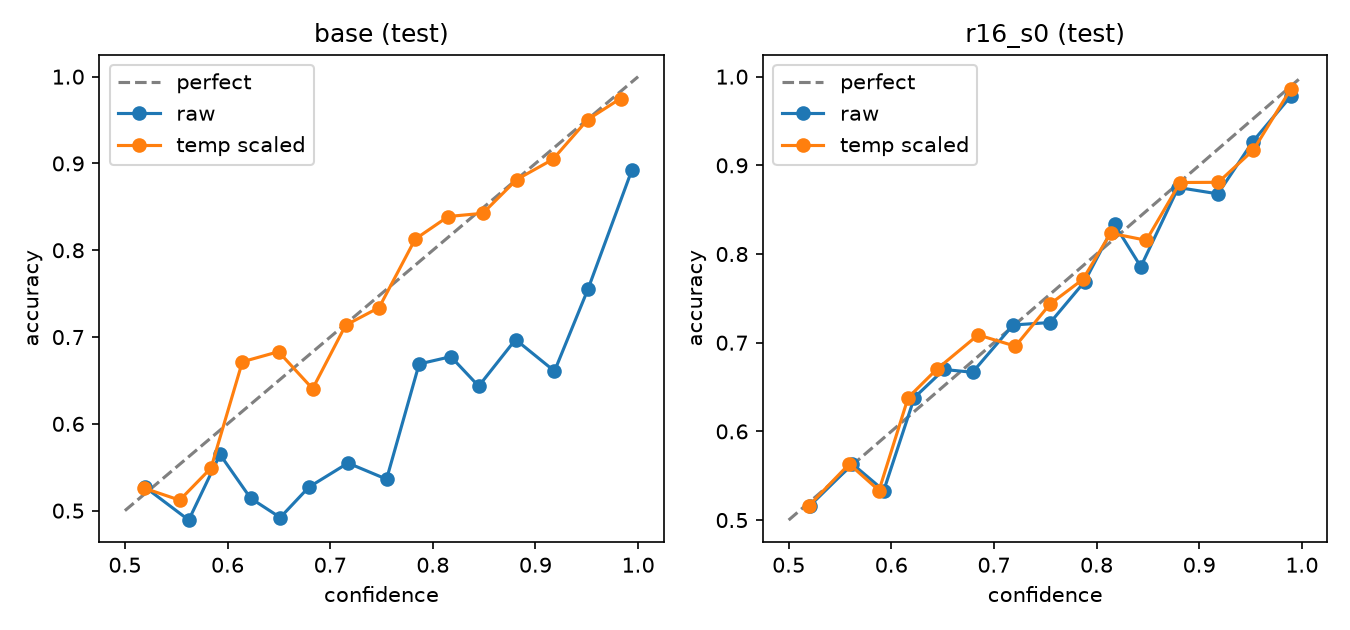 base (test)
perfect
raw
temp scaled
1.0
0.9
0.8
0.7
0.6
0.5
accuracy
0.5 0.6 0.7 0.8 0.9 1.0
confidence
r16_s0 (test)
perfect
raw
temp scaled
1.0
0.9
0.8
0.7
0.6
0.5
accuracy
0.5 0.6 0.7 0.8 0.9 1.0
confidence